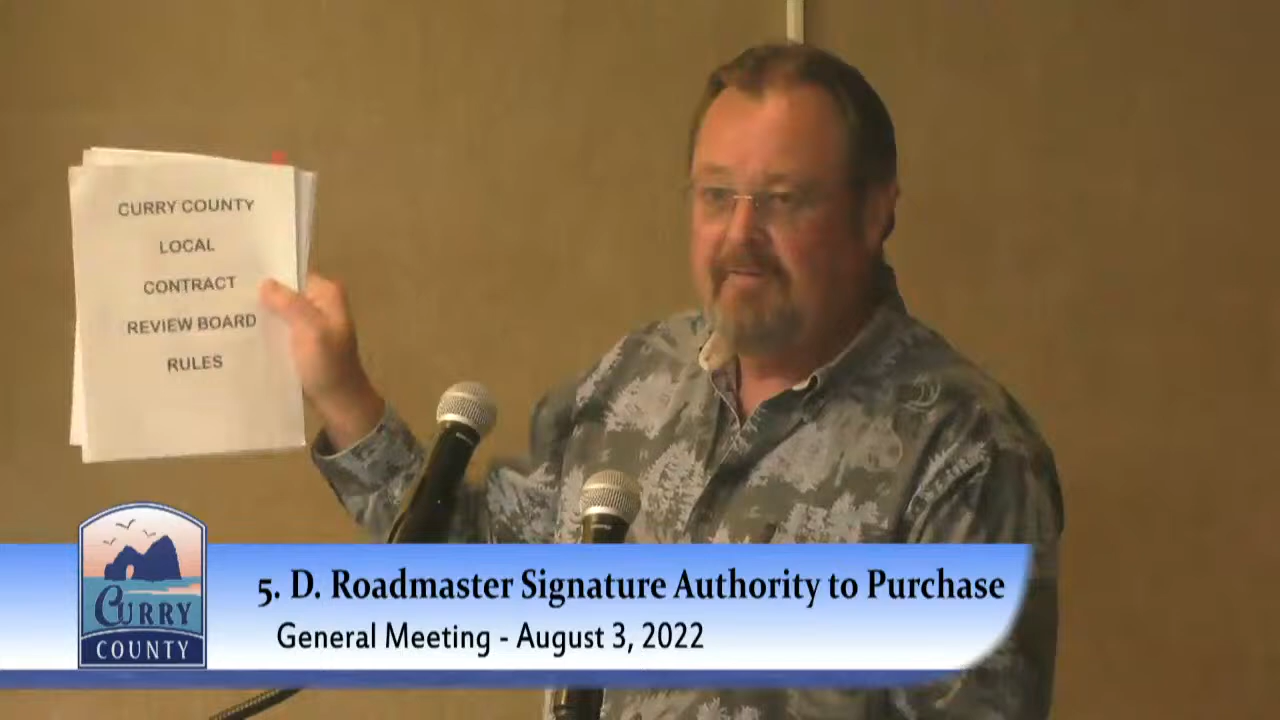 CURRY COUNTY
LOCAL
CONTRACT
REVIEW BOARD
RULES
CURRY
COUNTY
5. D. Roadmaster Signature Authority to Purchase
General Meeting - August 3, 2022